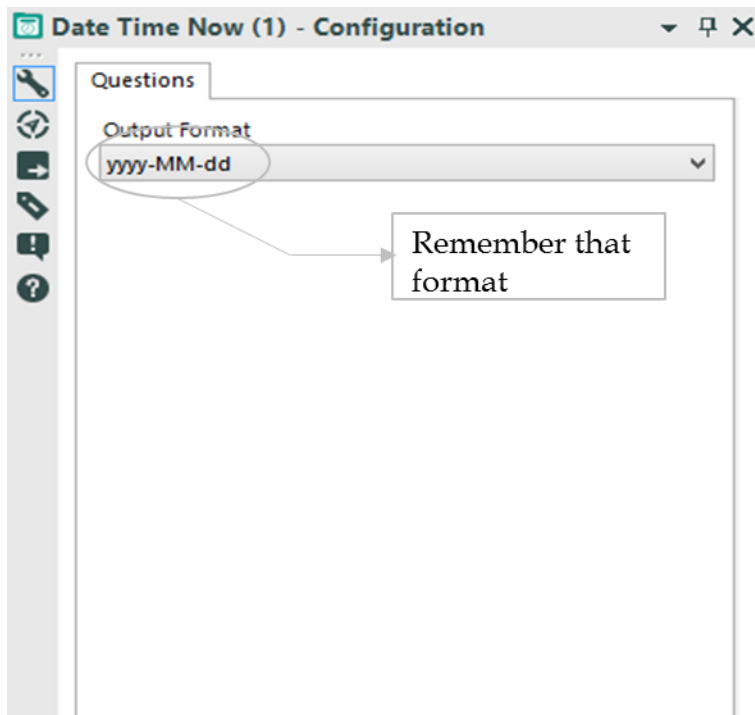 Date Time Now (1) - Configuration
Questions
Output Format
yyyy-MM-dd
Remember that
format